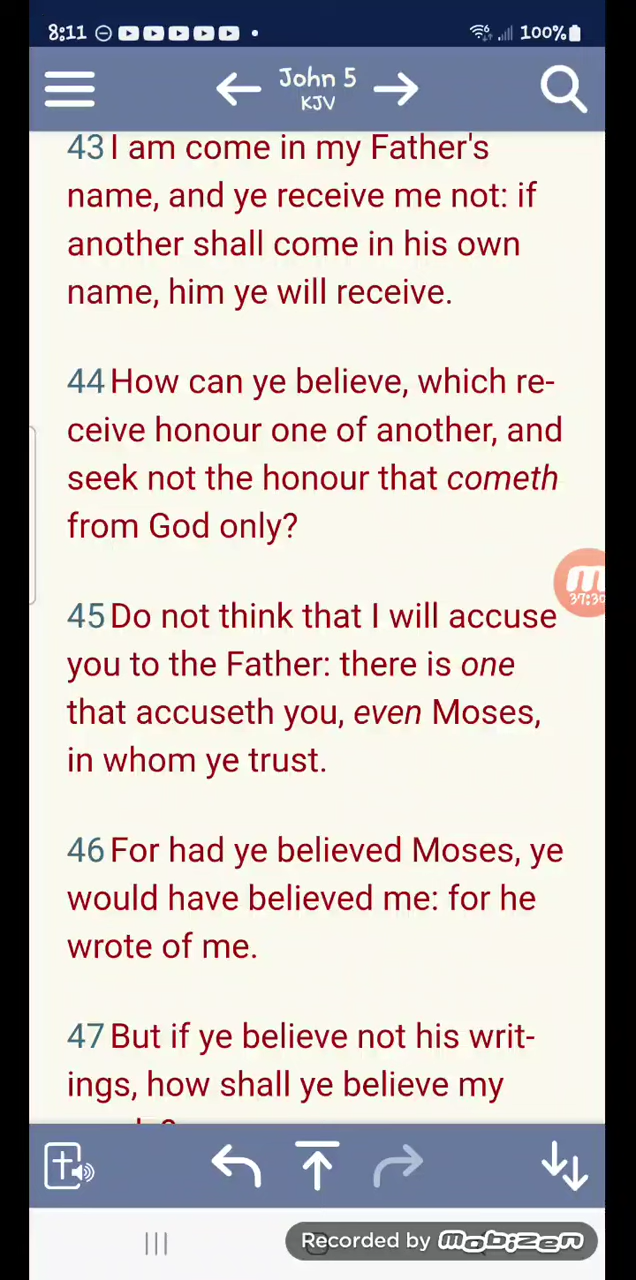 8:11 100%
John 5
KJV
43 I am come in my Father's
name, and ye receive me not: if
another shall come in his own
name, him ye will receive.
44 How can ye believe, which re-
ceive honour one of another, and
seek not the honour that cometh
from God only?
45 Do not think that I will accuse
you to the Father: there is one
that accuseth you, even Moses,
in whom ye trust.
46 For had ye believed Moses, ye
would have believed me: for he
wrote of me.
47 But if ye believe not his writ-
ings, how shall ye believe my
37:30
Recorded by mobizen